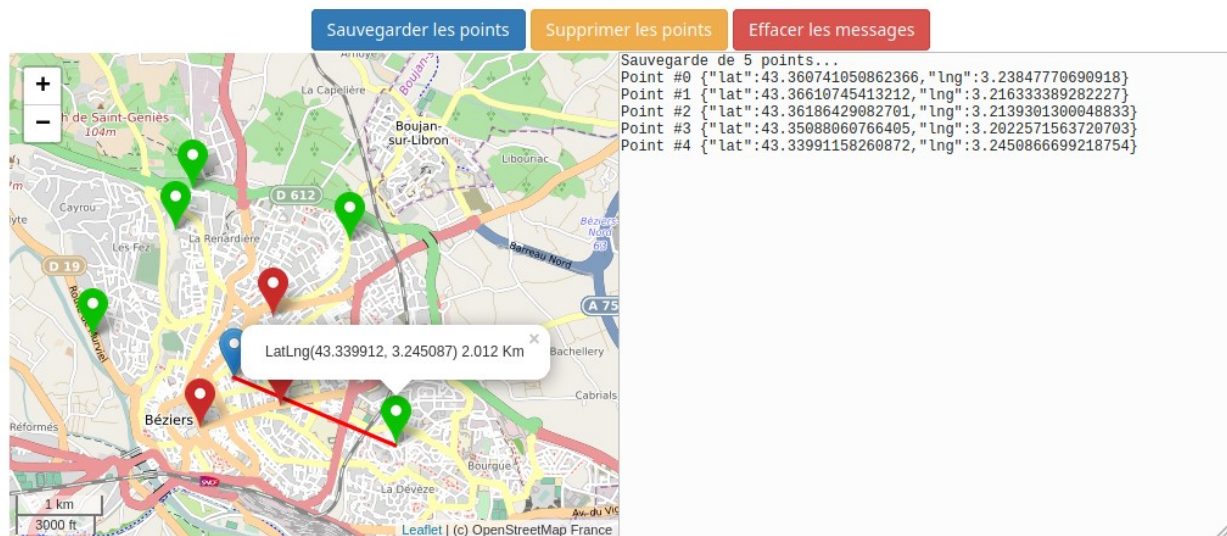 Sauvegarder les points
Supprimer les points
Effacer les messages
Sauvegarde de 5 points...
Point #0 {"lat":43.360741050862366,"lng":3.23847770690918}
Point #1 {"lat":43.36610745413212,"lng":3.2163333892822227}
Point #2 {"lat":43.36186429082701,"lng":3.2139301300048833}
Point #3 {"lat":43.35088060766405,"lng":3.2022571563720703}
Point #4 {"lat":43.33991158260872,"lng":3.2450866699218754}
+
−
La Capelière
Boujan-s
de Saint-Geniès
104m
Boujan-
sur-Libron
Libouriac
D 612
Cayrou
La Renardière
Les Fez
Béziers
Nord
63
Barreau Nord
D 19
Route de Murviel
A 75
LatLng(43.339912, 3.245087) 2.012 Km
×
Bachellery
Cabrials
Béziers
Réformés
Bourgue
SNCF
La Devèze
1 km
3000 ft
Av. du Vic
Leaflet | (c) OpenStreetMap France